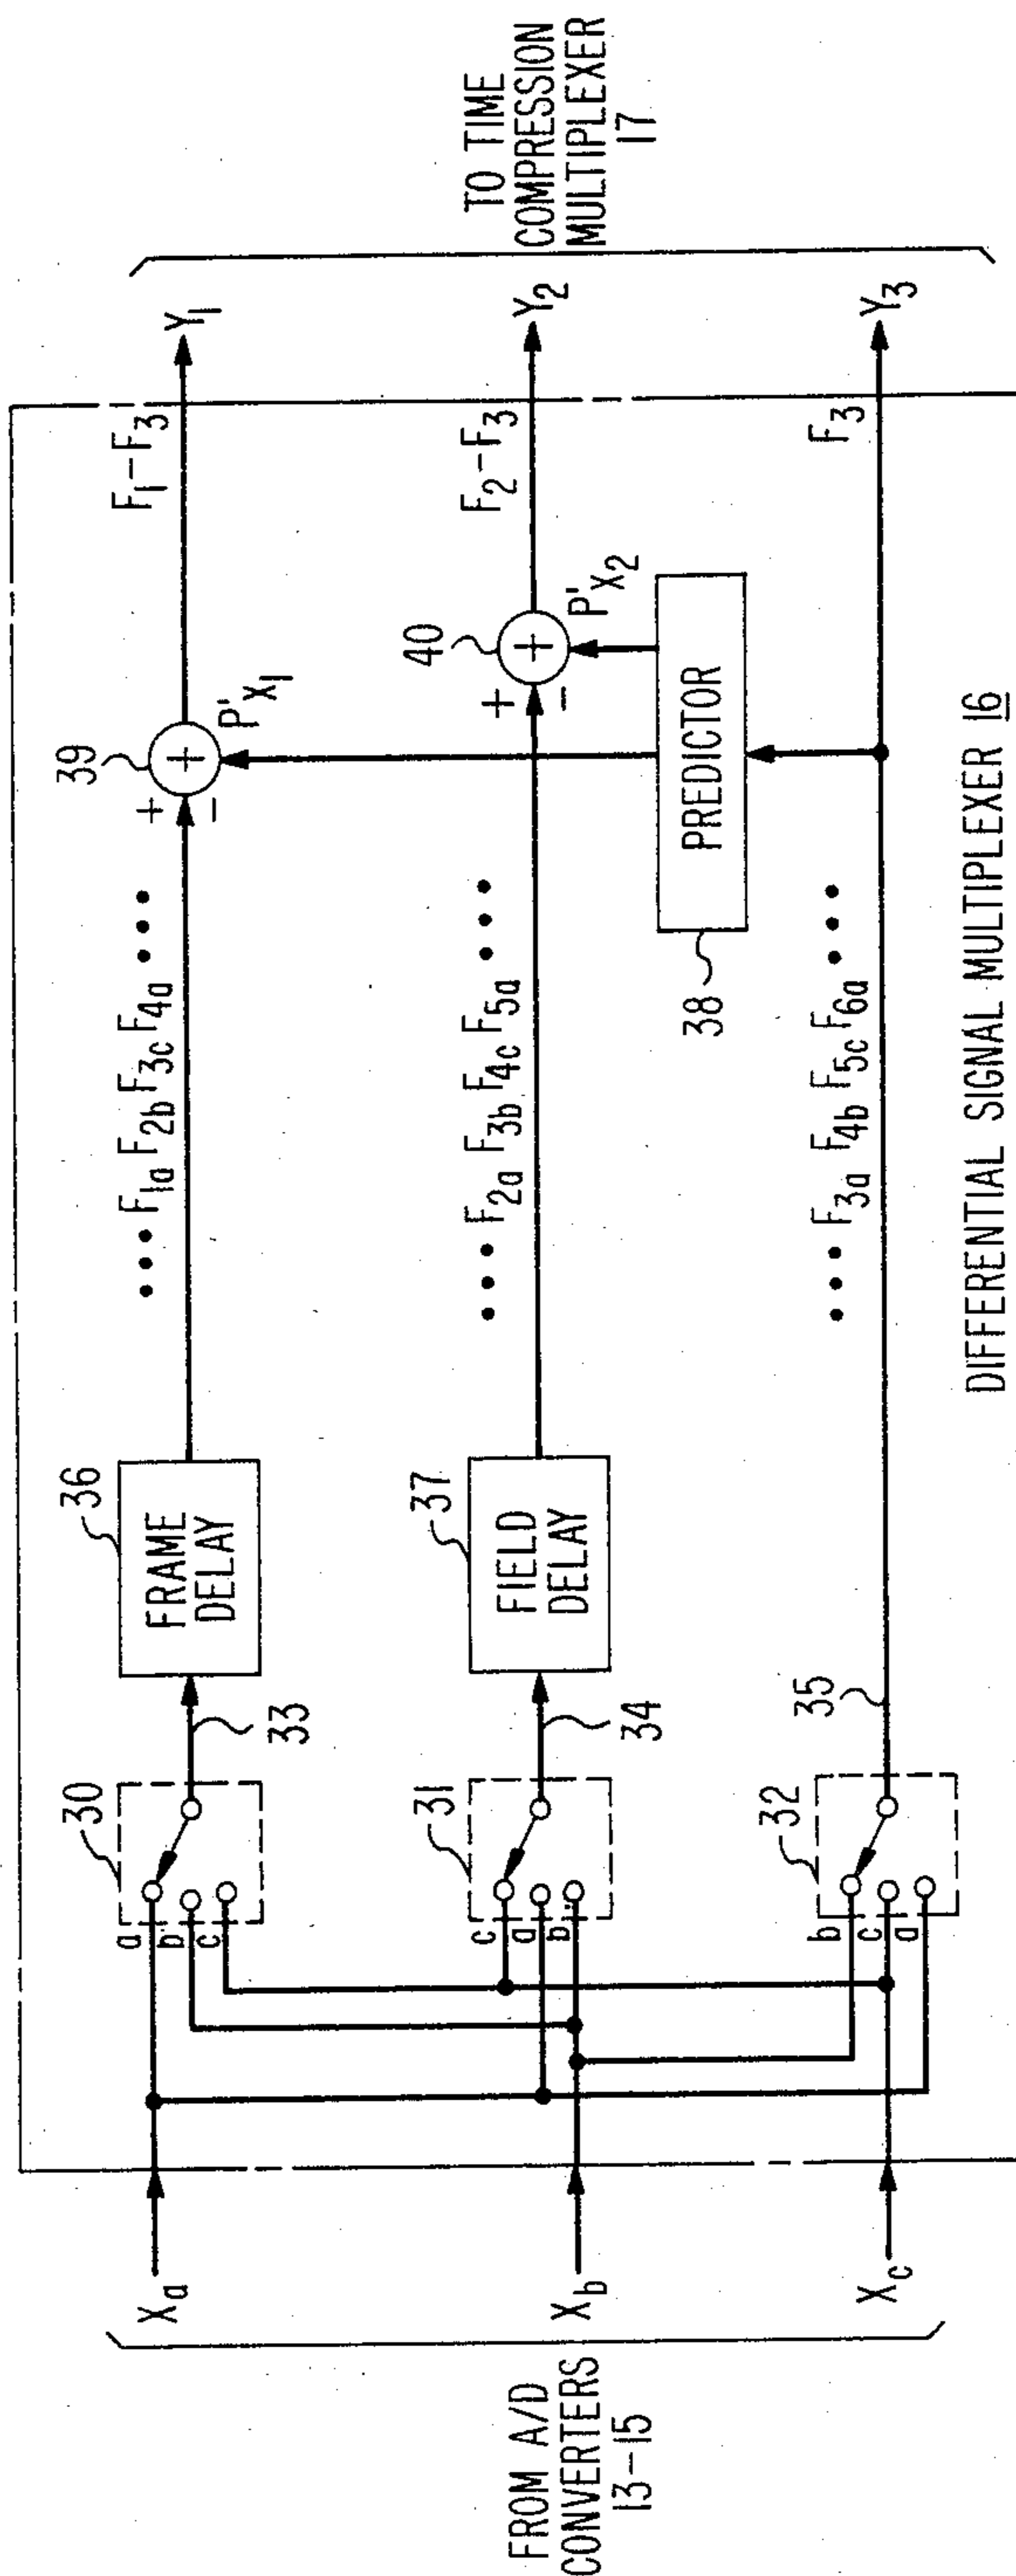 FROM A/D
CONVERTERS
13-15
Xa
Xb
Xc
a
b
c
30
33
36
FRAME
DELAY
••• F1a F2b F3c F4a •••
39
+
+
−
P'X1
F1−F3
Y1
c
a
b
31
34
37
FIELD
DELAY
••• F2a F3b F4c F5a •••
40
+
+
−
P'X2
F2−F3
Y2
b
c
a
32
35
••• F3a F4b F5c F6a •••
38
PREDICTOR
F3
Y3
TO TIME
COMPRESSION
MULTIPLEXER
17
DIFFERENTIAL SIGNAL MULTIPLEXER 16